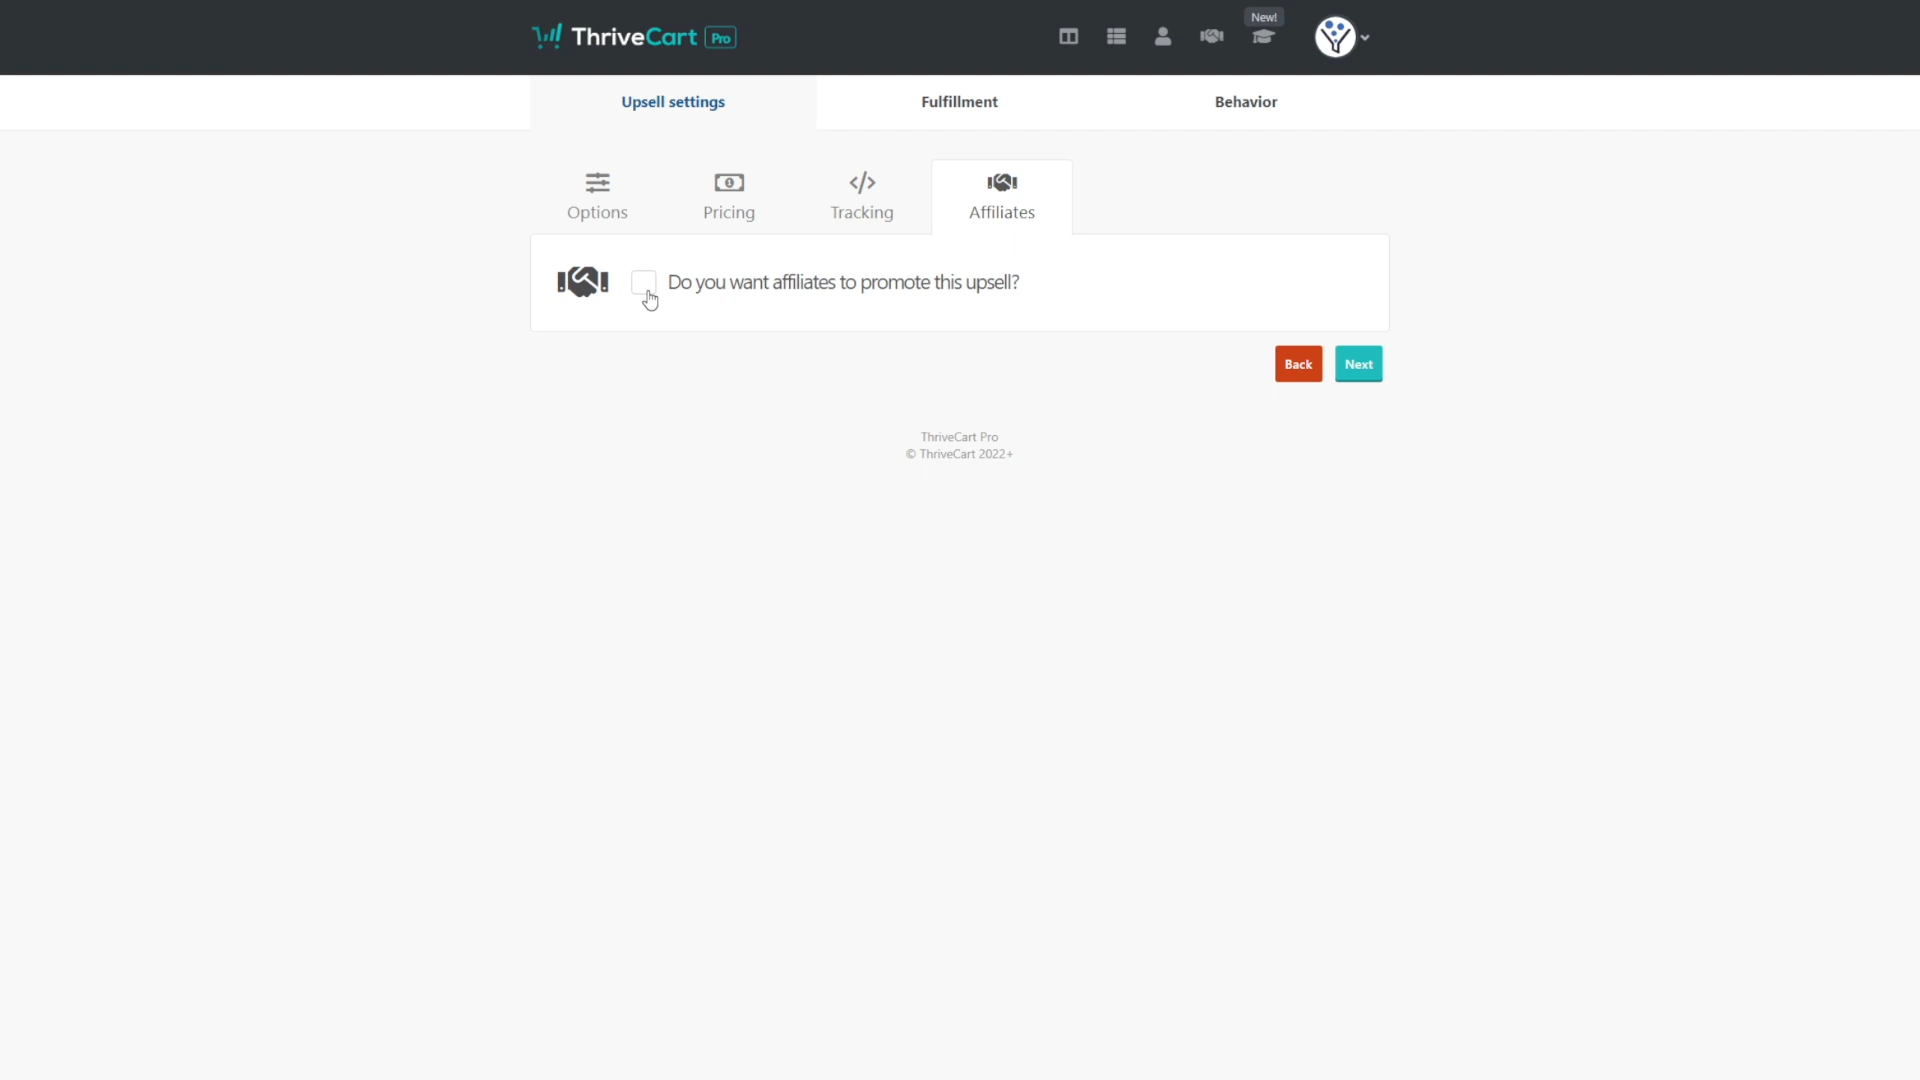 ThriveCart Pro
New!
Upsell settings
Fulfillment
Behavior
Options
Pricing
Tracking
Affiliates
Do you want affiliates to promote this upsell?
Back
Next
ThriveCart Pro
© ThriveCart 2022+